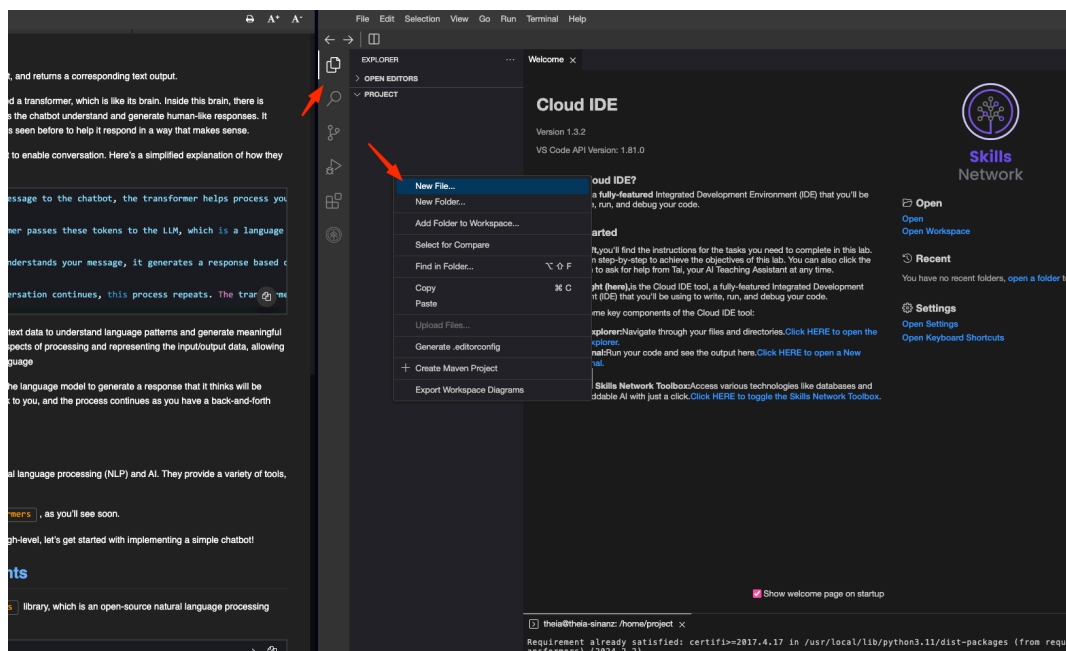 A+ A-
File Edit Selection View Go Run Terminal Help
, and returns a corresponding text output.
d a transformer, which is like its brain. Inside this brain, there is
s the chatbot understand and generate human-like responses. It
s seen before to help it respond in a way that makes sense.
t to enable conversation. Here's a simplified explanation of how they
essage to the chatbot, the transformer helps process you
mer passes these tokens to the LLM, which is a language
nderstands your message, it generates a response based
ersation continues, this process repeats. The
text data to understand language patterns and generate meaningful
spects of processing and representing the input/output data, allowing
guage
he language model to generate a response that it thinks will be
k to you, and the process continues as you have a back-and-forth
al language processing (NLP) and AI. They provide a variety of tools,
mers , as you'll see soon.
gh-level, let's get started with implementing a simple chatbot!
nts
s library, which is an open-source natural language processing
EXPLORER ...
> OPEN EDITORS
PROJECT
New File...
New Folder...
Add Folder to Workspace...
Select for Compare
Find in Folder... ⌥⇧F
Copy ⌘C
Paste
Upload Files...
Generate .editorconfig
+ Create Maven Project
Export Workspace Diagrams
Welcome ×
Cloud IDE
Version 1.3.2
VS Code API Version: 1.81.0
oud IDE?
a fully-featured Integrated Development Environment (IDE) that you'll be
, run, and debug your code.
arted
ft,you'll find the instructions for the tasks you need to complete in this lab.
n step-by-step to achieve the objectives of this lab. You can also click the
to ask for help from Tai, your AI Teaching Assistant at any time.
ght (here),is the Cloud IDE tool, a fully-featured Integrated Development
nt (IDE) that you'll be using to write, run, and debug your code.
me key components of the Cloud IDE tool:
xplorer:Navigate through your files and directories.Click HERE to open the
xplorer.
nal:Run your code and see the output here.Click HERE to open a New
nal.
Skills Network Toolbox:Access various technologies like databases and
ddable AI with just a click.Click HERE to toggle the Skills Network Toolbox.
Skills
Network
Open
Open
Open Workspace
Recent
You have no recent folders, open a folder
Settings
Open Settings
Open Keyboard Shortcuts
Show welcome page on startup
theia@theia-sinanz: /home/project ×
Requirement already satisfied: certifi>=2017.4.17 in /usr/local/lib/python3.11/dist-packages (from requ